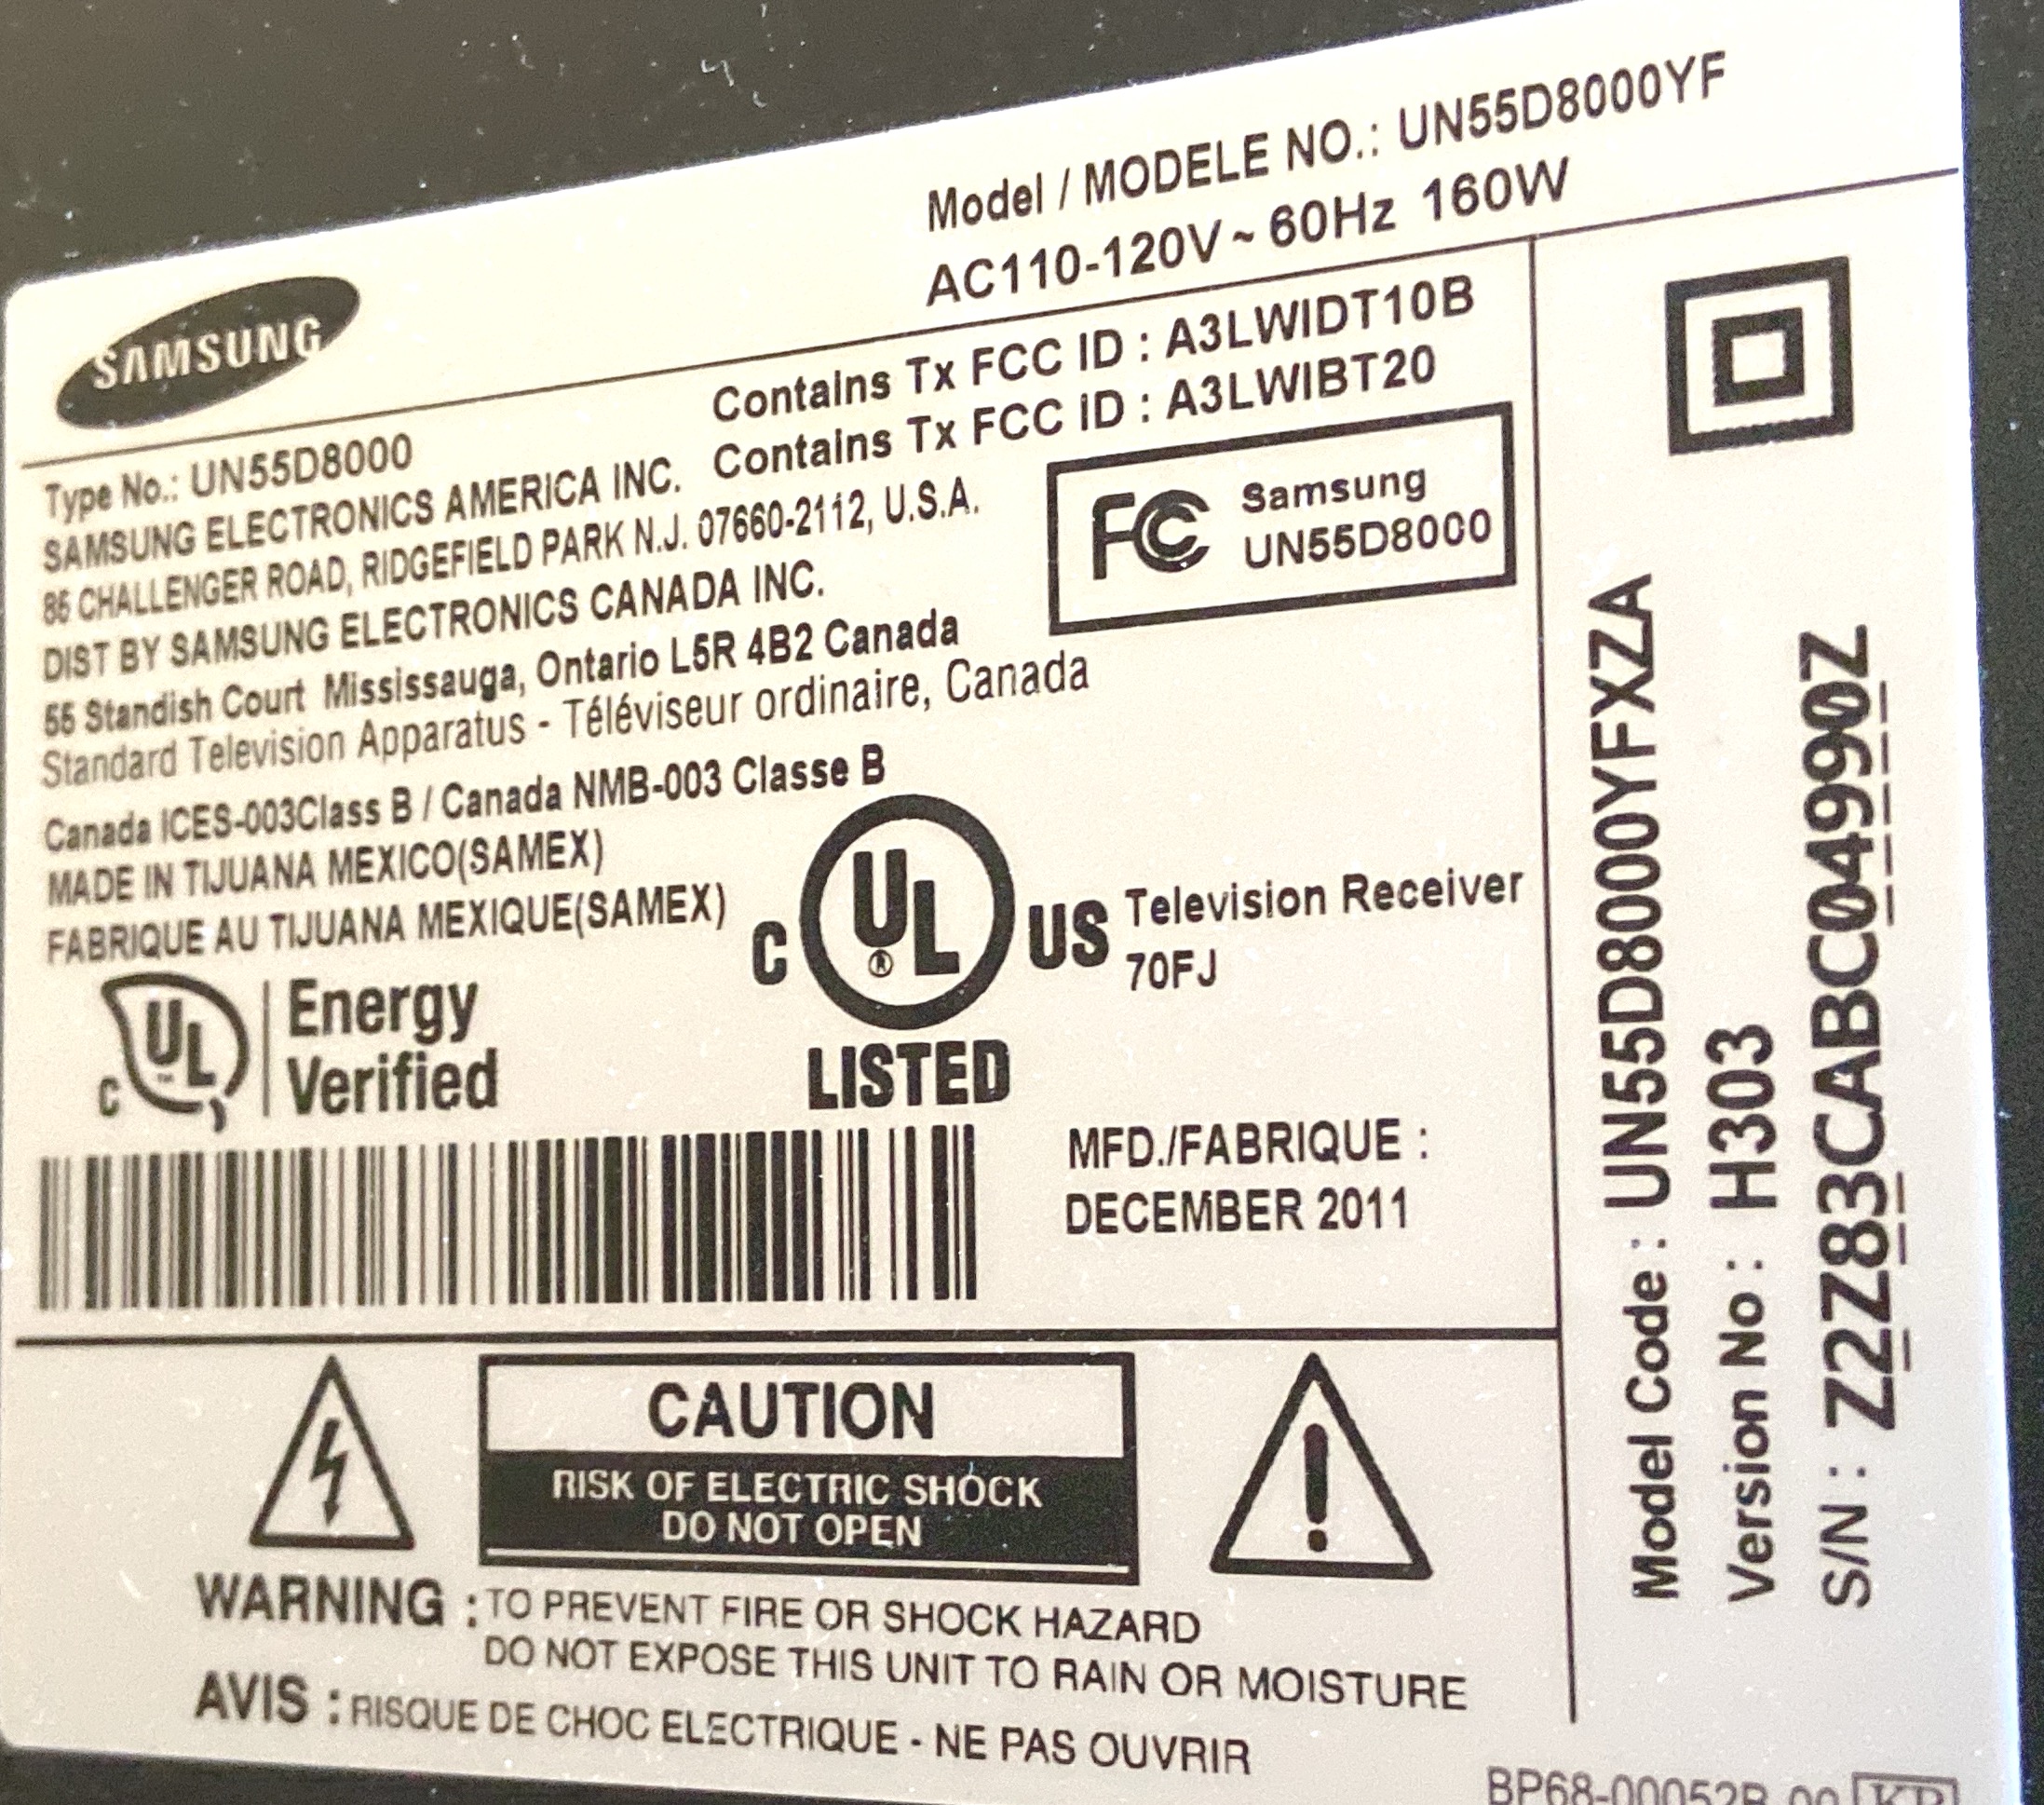 Model / MODELE NO.: UN55D8000YF
AC110-120V ~ 60Hz 160W
SAMSUNG
Contains Tx FCC ID : A3LWIDT10B
Contains Tx FCC ID : A3LWIBT20
Type No.: UN55D8000
SAMSUNG ELECTRONICS AMERICA INC.
85 CHALLENGER ROAD, RIDGEFIELD PARK N.J. 07660-2112, U.S.A.
DIST BY SAMSUNG ELECTRONICS CANADA INC.
55 Standish Court Mississauga, Ontario L5R 4B2 Canada
Standard Television Apparatus - Téléviseur ordinaire, Canada
Canada ICES-003Class B / Canada NMB-003 Classe B
MADE IN TIJUANA MEXICO(SAMEX)
FABRIQUE AU TIJUANA MEXIQUE(SAMEX)
FC Samsung
UN55D8000
C UL ® US
LISTED
Television Receiver
70FJ
C UL ™ Energy
Verified
MFD./FABRIQUE :
DECEMBER 2011
CAUTION
RISK OF ELECTRIC SHOCK
DO NOT OPEN
WARNING : TO PREVENT FIRE OR SHOCK HAZARD
DO NOT EXPOSE THIS UNIT TO RAIN OR MOISTURE
AVIS : RISQUE DE CHOC ELECTRIQUE - NE PAS OUVRIR
Model Code : UN55D8000YFXZA
Version No : H303
S/N : Z2Z83CABC04990Z